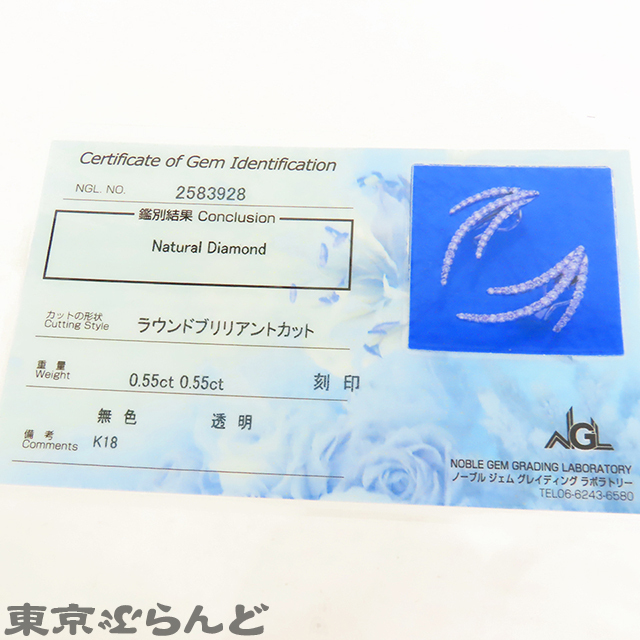 Certificate of Gem Identification
NGL. NO. 2583928
鑑別結果 Conclusion
Natural Diamond
カットの形状
Cutting Style ラウンドブリリアントカット
重量
Weight 0.55ct 0.55ct 刻印
無色 透明
備考
Comments K18
NGL
NOBLE GEM GRADING LABORATORY
ノーブル ジェム グレイディング ラボラトリー
TEL06-6243-6580
東京ぶらんど